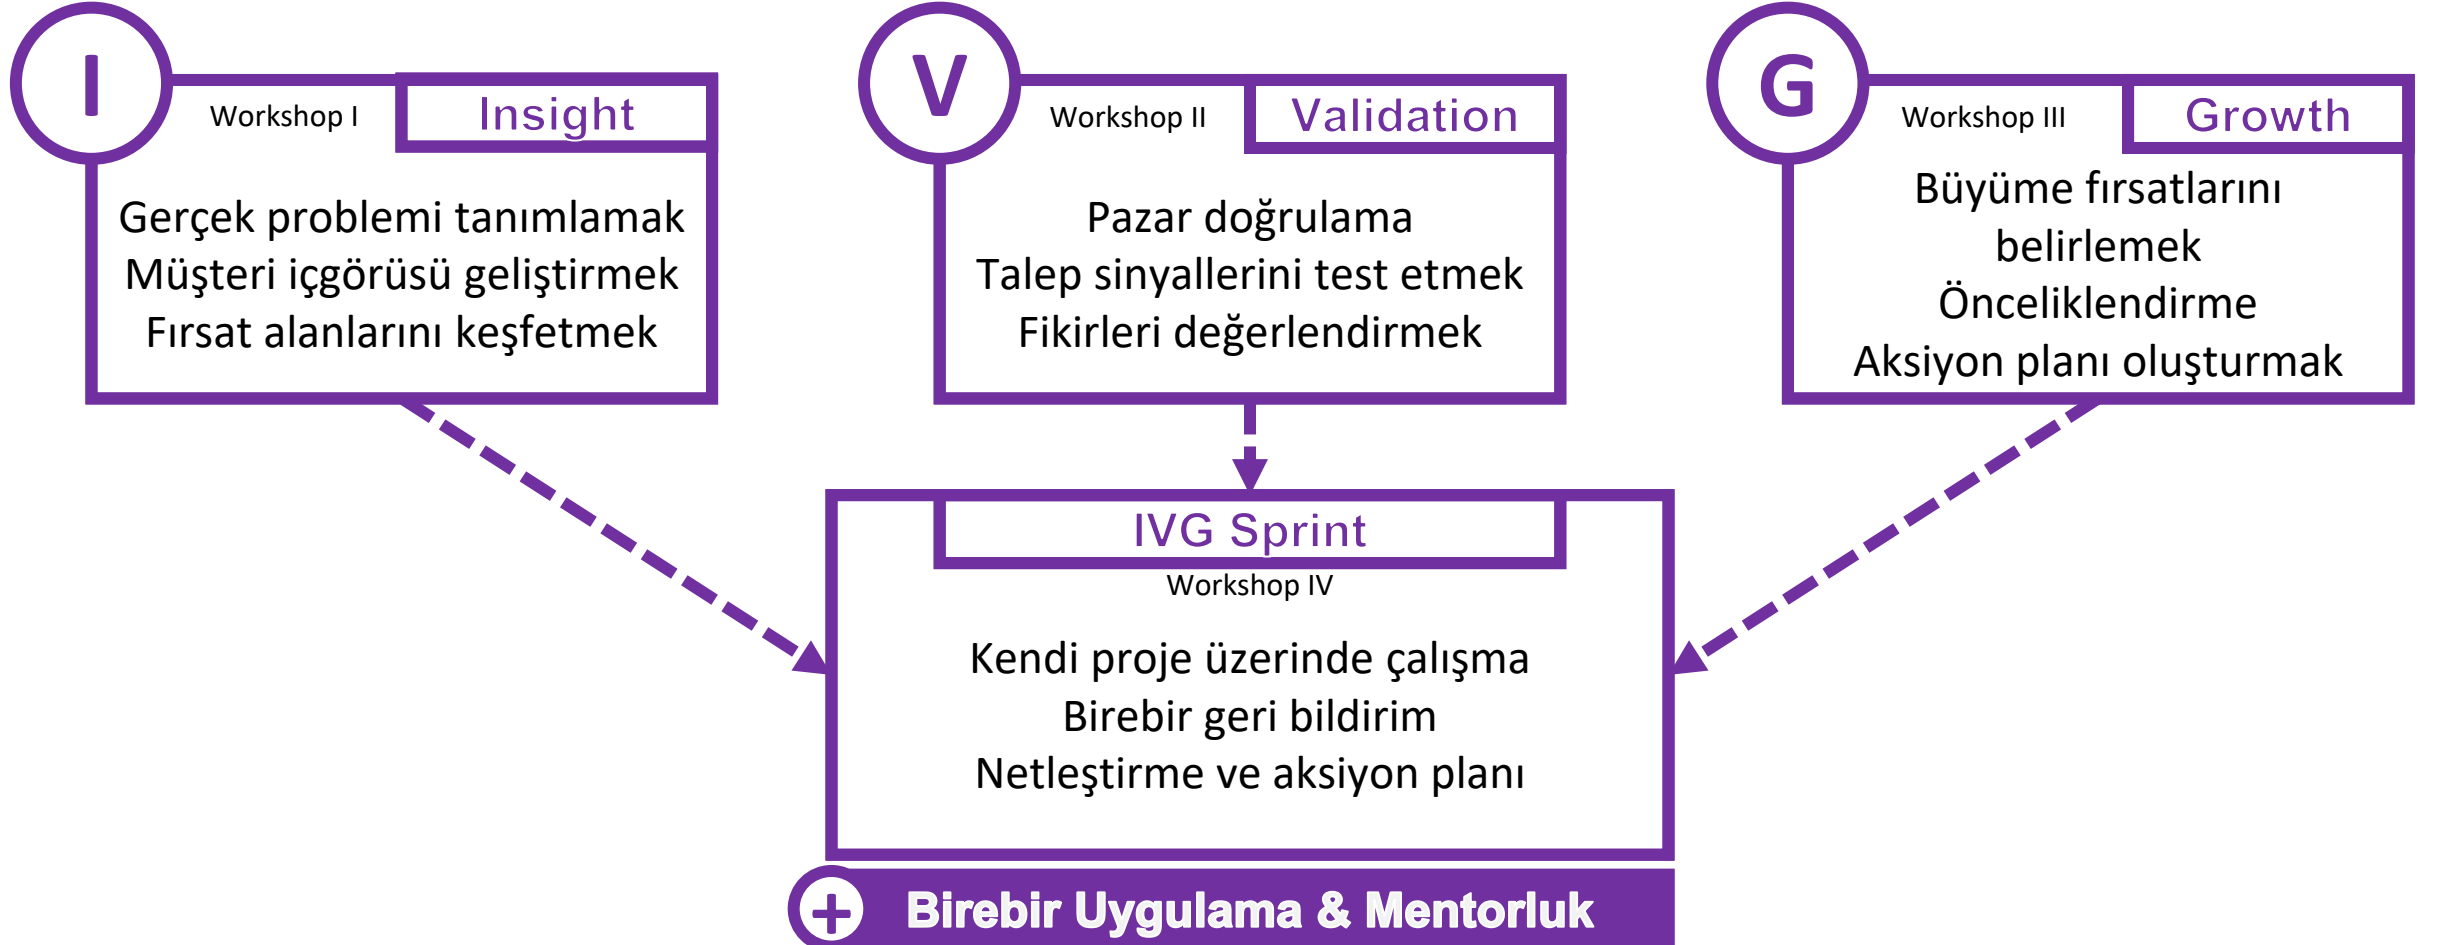 I
Workshop I
Insight
Gerçek problemi tanımlamak
Müşteri içgörüsü geliştirmek
Fırsat alanlarını keşfetmek
V
Workshop II
Validation
Pazar doğrulama
Talep sinyallerini test etmek
Fikirleri değerlendirmek
G
Workshop III
Growth
Büyüme fırsatlarını
belirlemek
Önceliklendirme
Aksiyon planı oluşturmak
IVG Sprint
Workshop IV
Kendi proje üzerinde çalışma
Birebir geri bildirim
Netleştirme ve aksiyon planı
+ Birebir Uygulama & Mentorluk